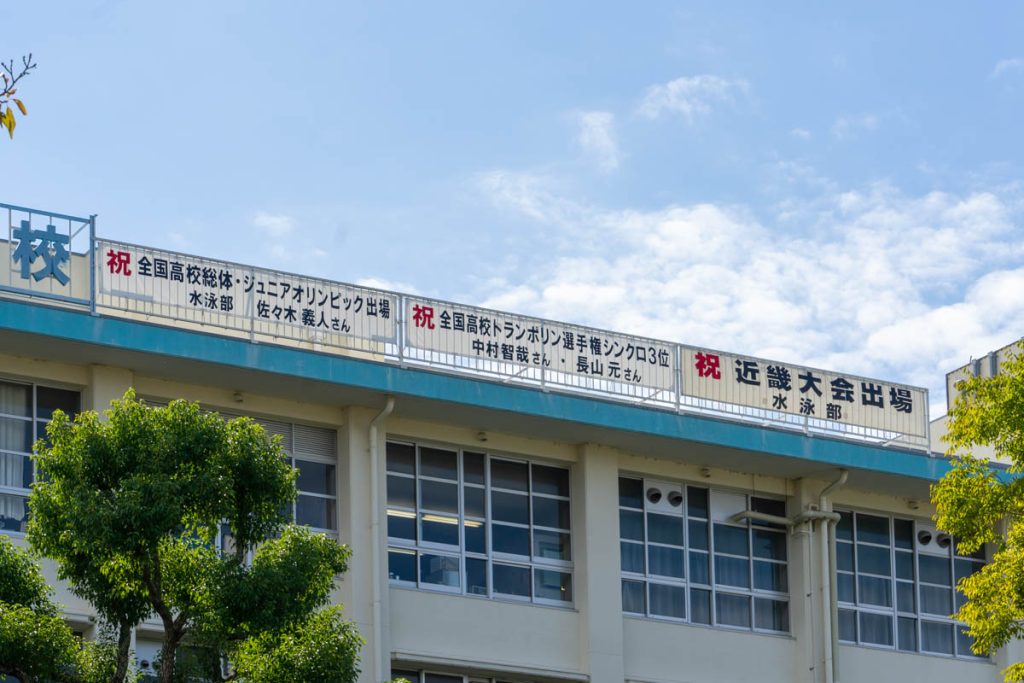 校
祝 全国高校総体・ジュニアオリンピック出場
水泳部 佐々木 義人さん
祝 全国高校トランポリン選手権シンクロ3位
中村智哉さん・長山 元さん
祝 近畿大会出場
水泳部